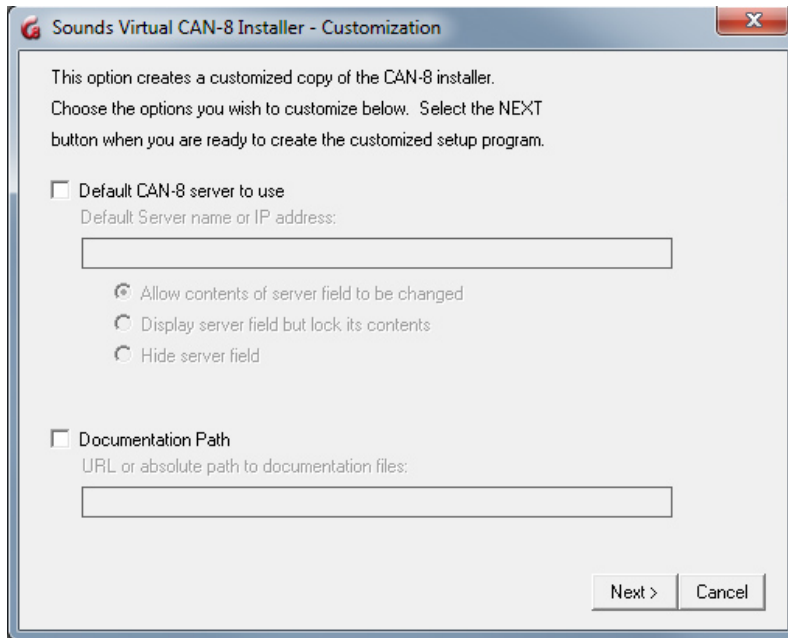 Sounds Virtual CAN-8 Installer - Customization
This option creates a customized copy of the CAN-8 installer.
Choose the options you wish to customize below. Select the NEXT
button when you are ready to create the customized setup program.
Default CAN-8 server to use
Default Server name or IP address:
Allow contents of server field to be changed
Display server field but lock its contents
Hide server field
Documentation Path
URL or absolute path to documentation files:
Next > Cancel